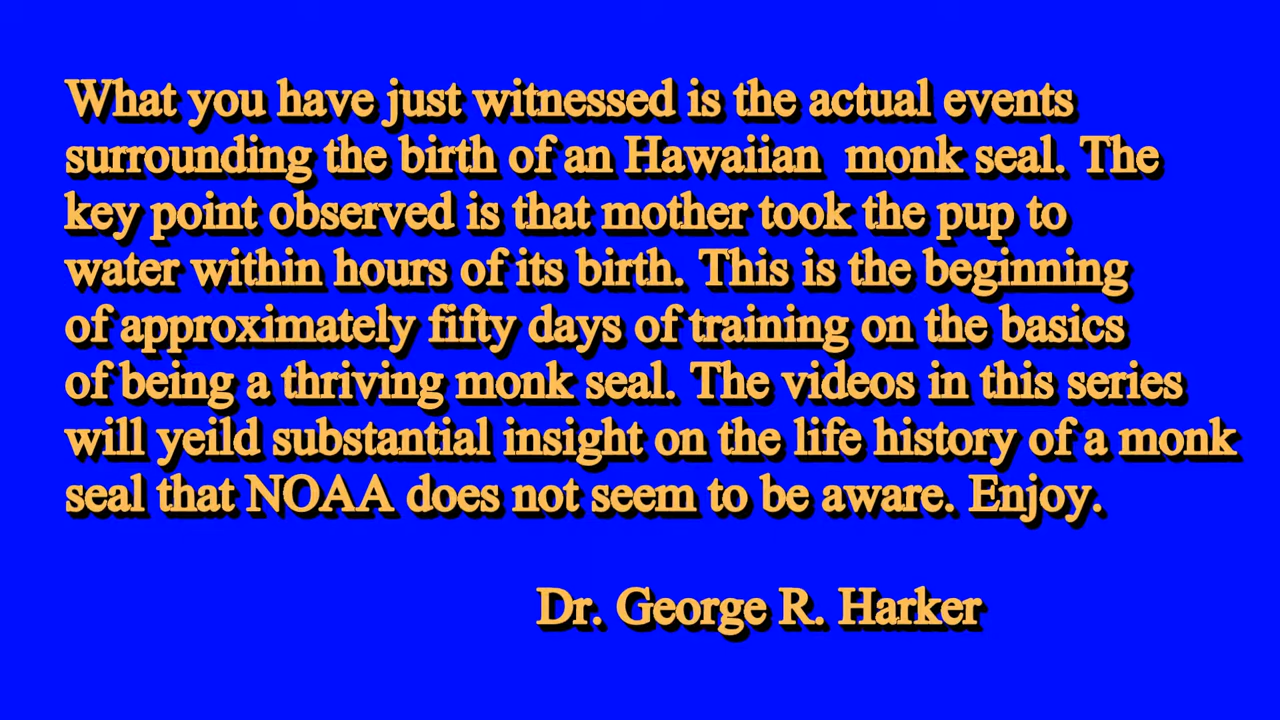 What you have just witnessed is the actual events
surrounding the birth of an Hawaiian  monk seal. The
key point observed is that mother took the pup to
water within hours of its birth. This is the beginning
of approximately fifty days of training on the basics
of being a thriving monk seal. The videos in this series
will yeild substantial insight on the life history of a monk
seal that NOAA does not seem to be aware. Enjoy.
Dr. George R. Harker